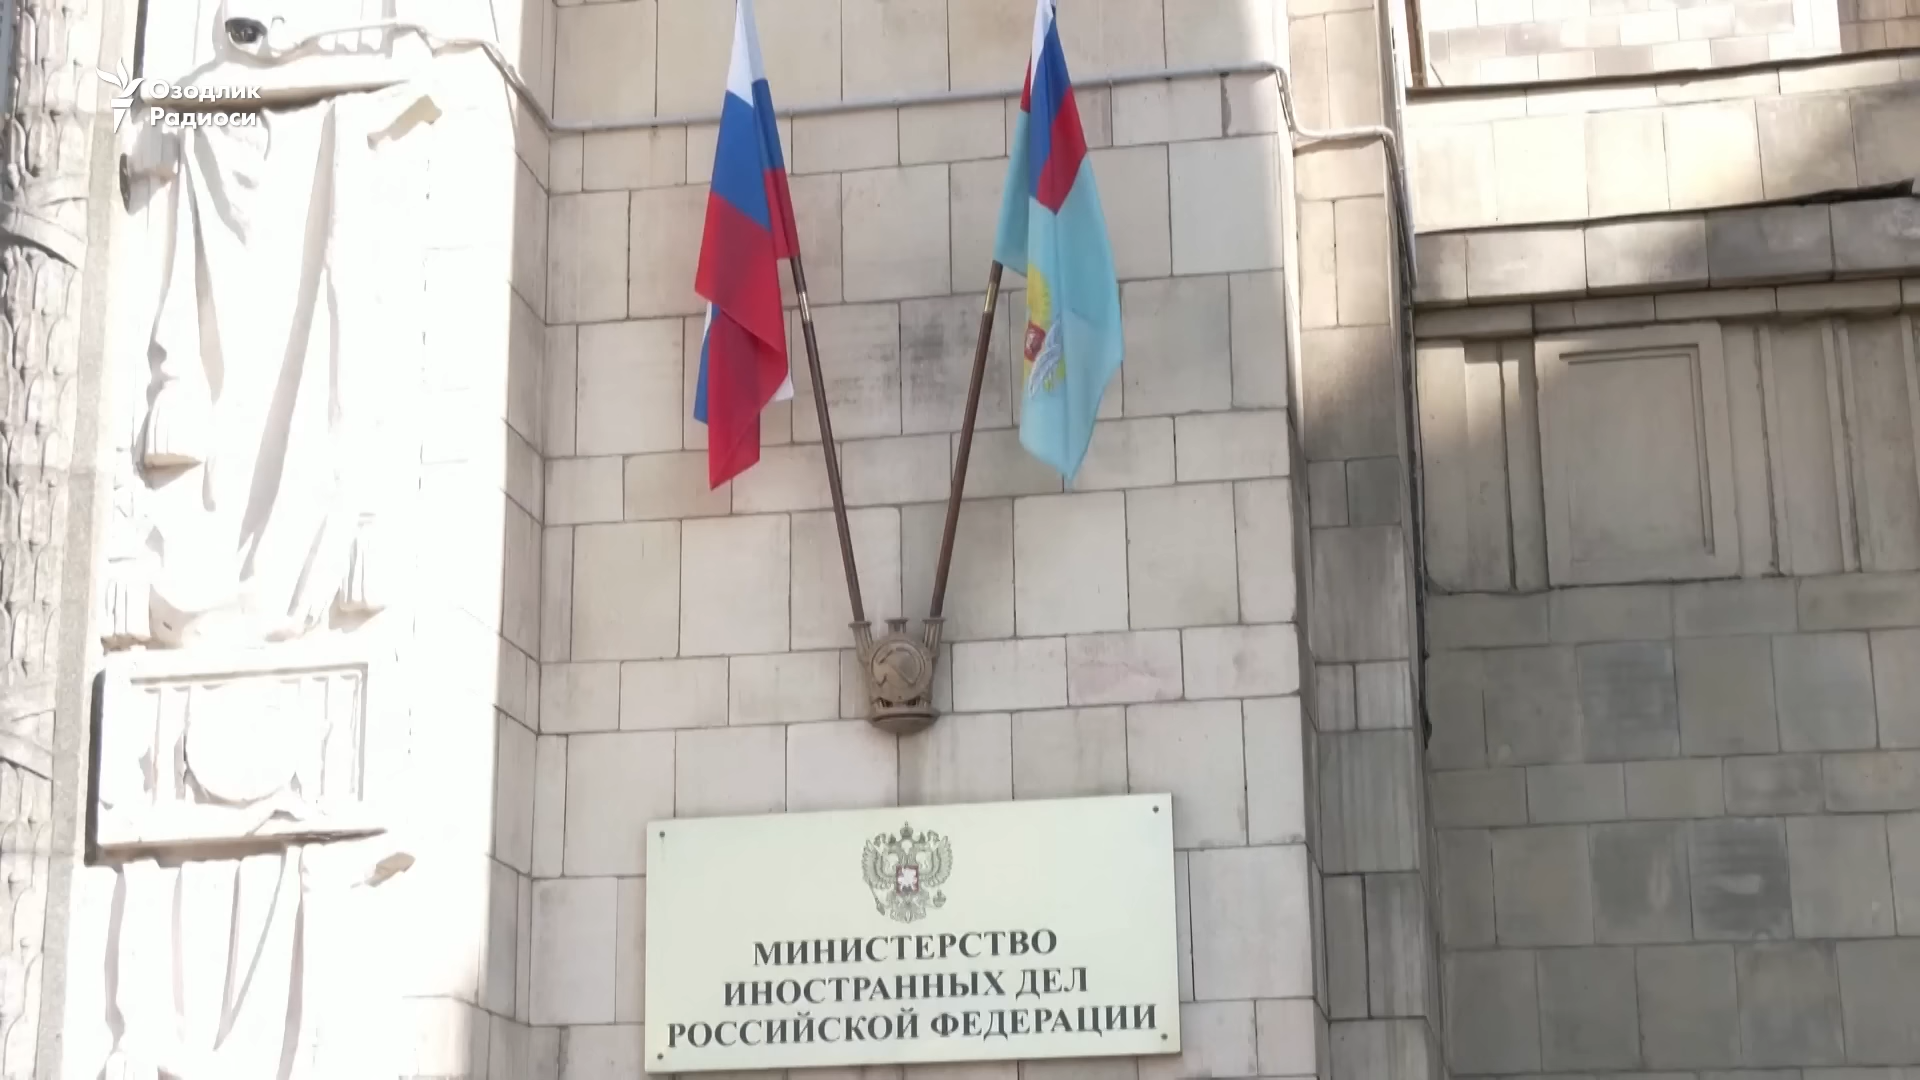 Озодлик
Радиоси
МИНИСТЕРСТВО
ИНОСТРАННЫХ ДЕЛ
РОССИЙСКОЙ ФЕДЕРАЦИИ